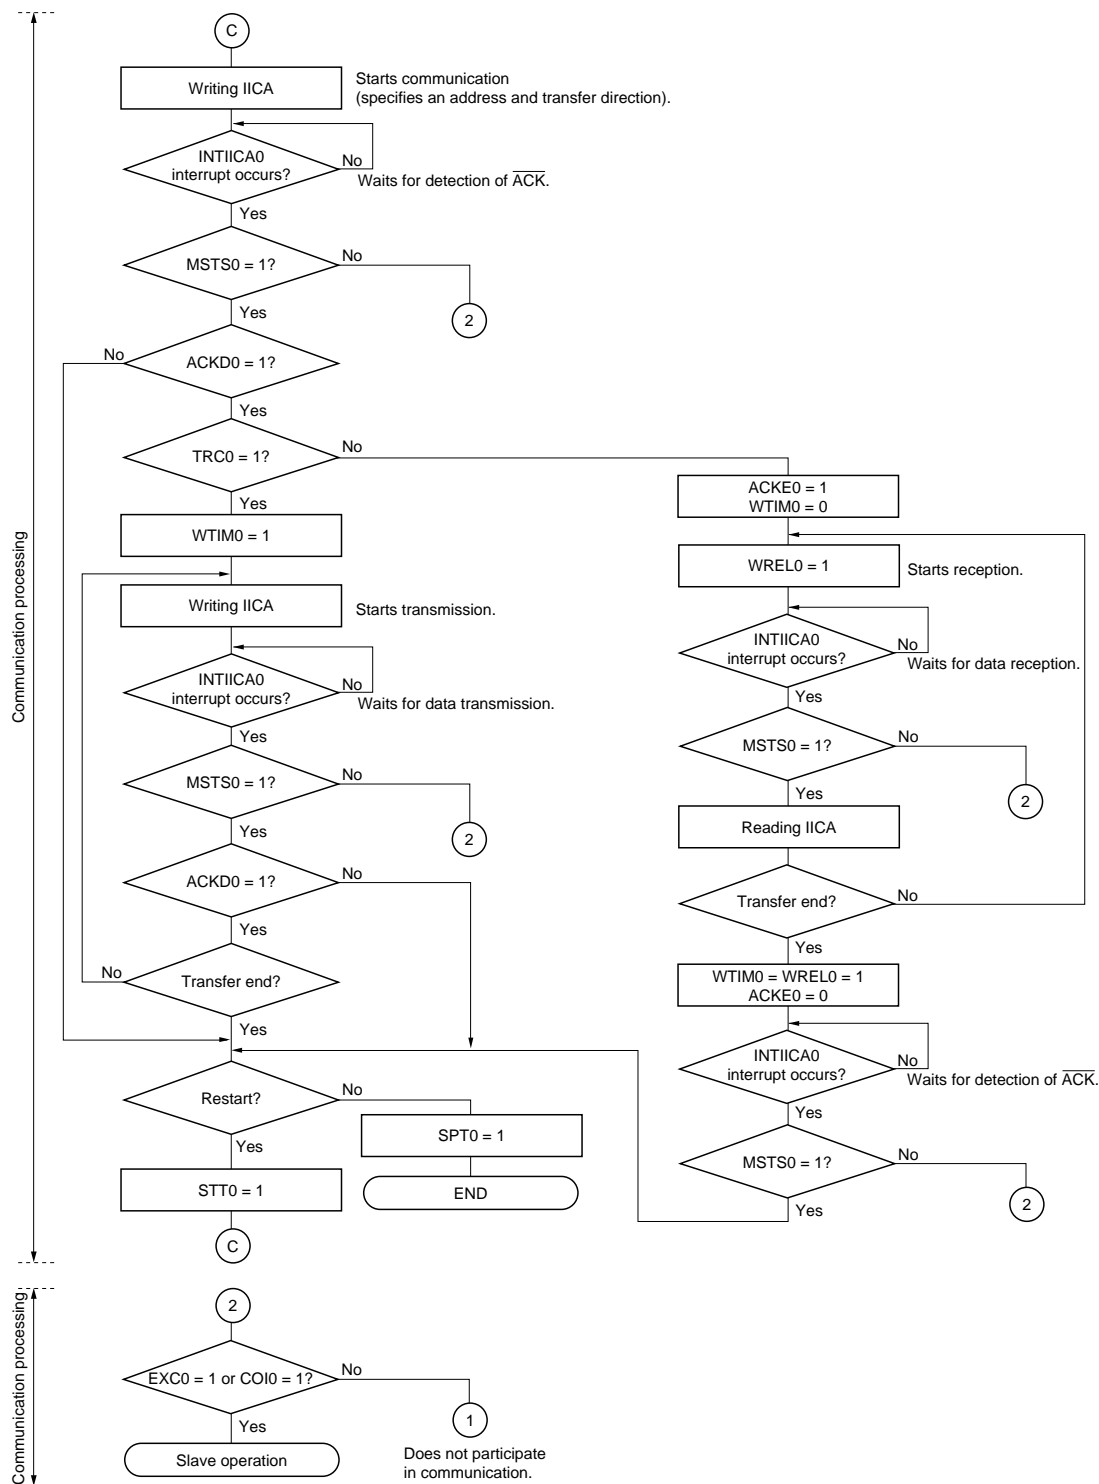 C
Writing IICA
Starts communication
(specifies an address and transfer direction).
INTIICA0
interrupt occurs?
No
Waits for detection of ACK.
Yes
MSTS0 = 1?
No
2
Yes
ACKD0 = 1?
No
Yes
TRC0 = 1?
No
Yes
WTIM0 = 1
Writing IICA
Starts transmission.
INTIICA0
interrupt occurs?
No
Waits for data transmission.
Yes
MSTS0 = 1?
No
2
Yes
ACKD0 = 1?
No
Yes
Transfer end?
No
Yes
Restart?
No
SPT0 = 1
END
Yes
STT0 = 1
C
ACKE0 = 1
WTIM0 = 0
WREL0 = 1
Starts reception.
INTIICA0
interrupt occurs?
No
Waits for data reception.
Yes
MSTS0 = 1?
No
2
Yes
Reading IICA
Transfer end?
No
Yes
WTIM0 = WREL0 = 1
ACKE0 = 0
INTIICA0
interrupt occurs?
No
Waits for detection of ACK.
Yes
MSTS0 = 1?
No
2
Yes
Communication processing
2
EXC0 = 1 or COI0 = 1?
No
1
Does not participate
in communication.
Yes
Slave operation
Communication processing